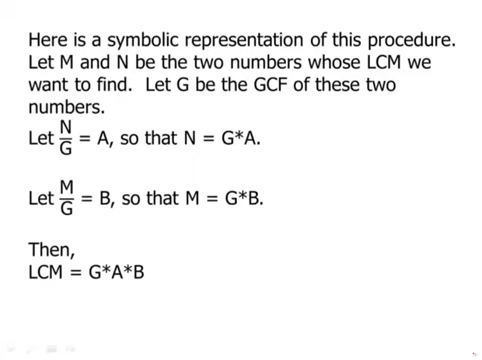 Here is a symbolic representation of this procedure.
Let M and N be the two numbers whose LCM we
want to find. Let G be the GCF of these two
numbers.
Let N/G = A, so that N = G*A.
Let M/G = B, so that M = G*B.
Then,
LCM = G*A*B